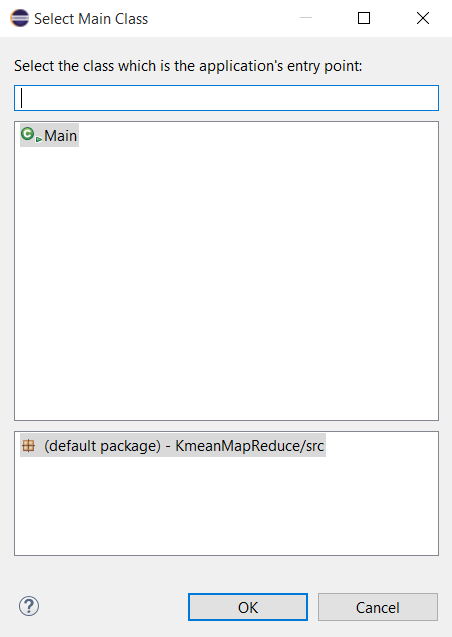 Select Main Class
Select the class which is the application's entry point:
C Main
(default package) - KmeanMapReduce/src
? OK Cancel